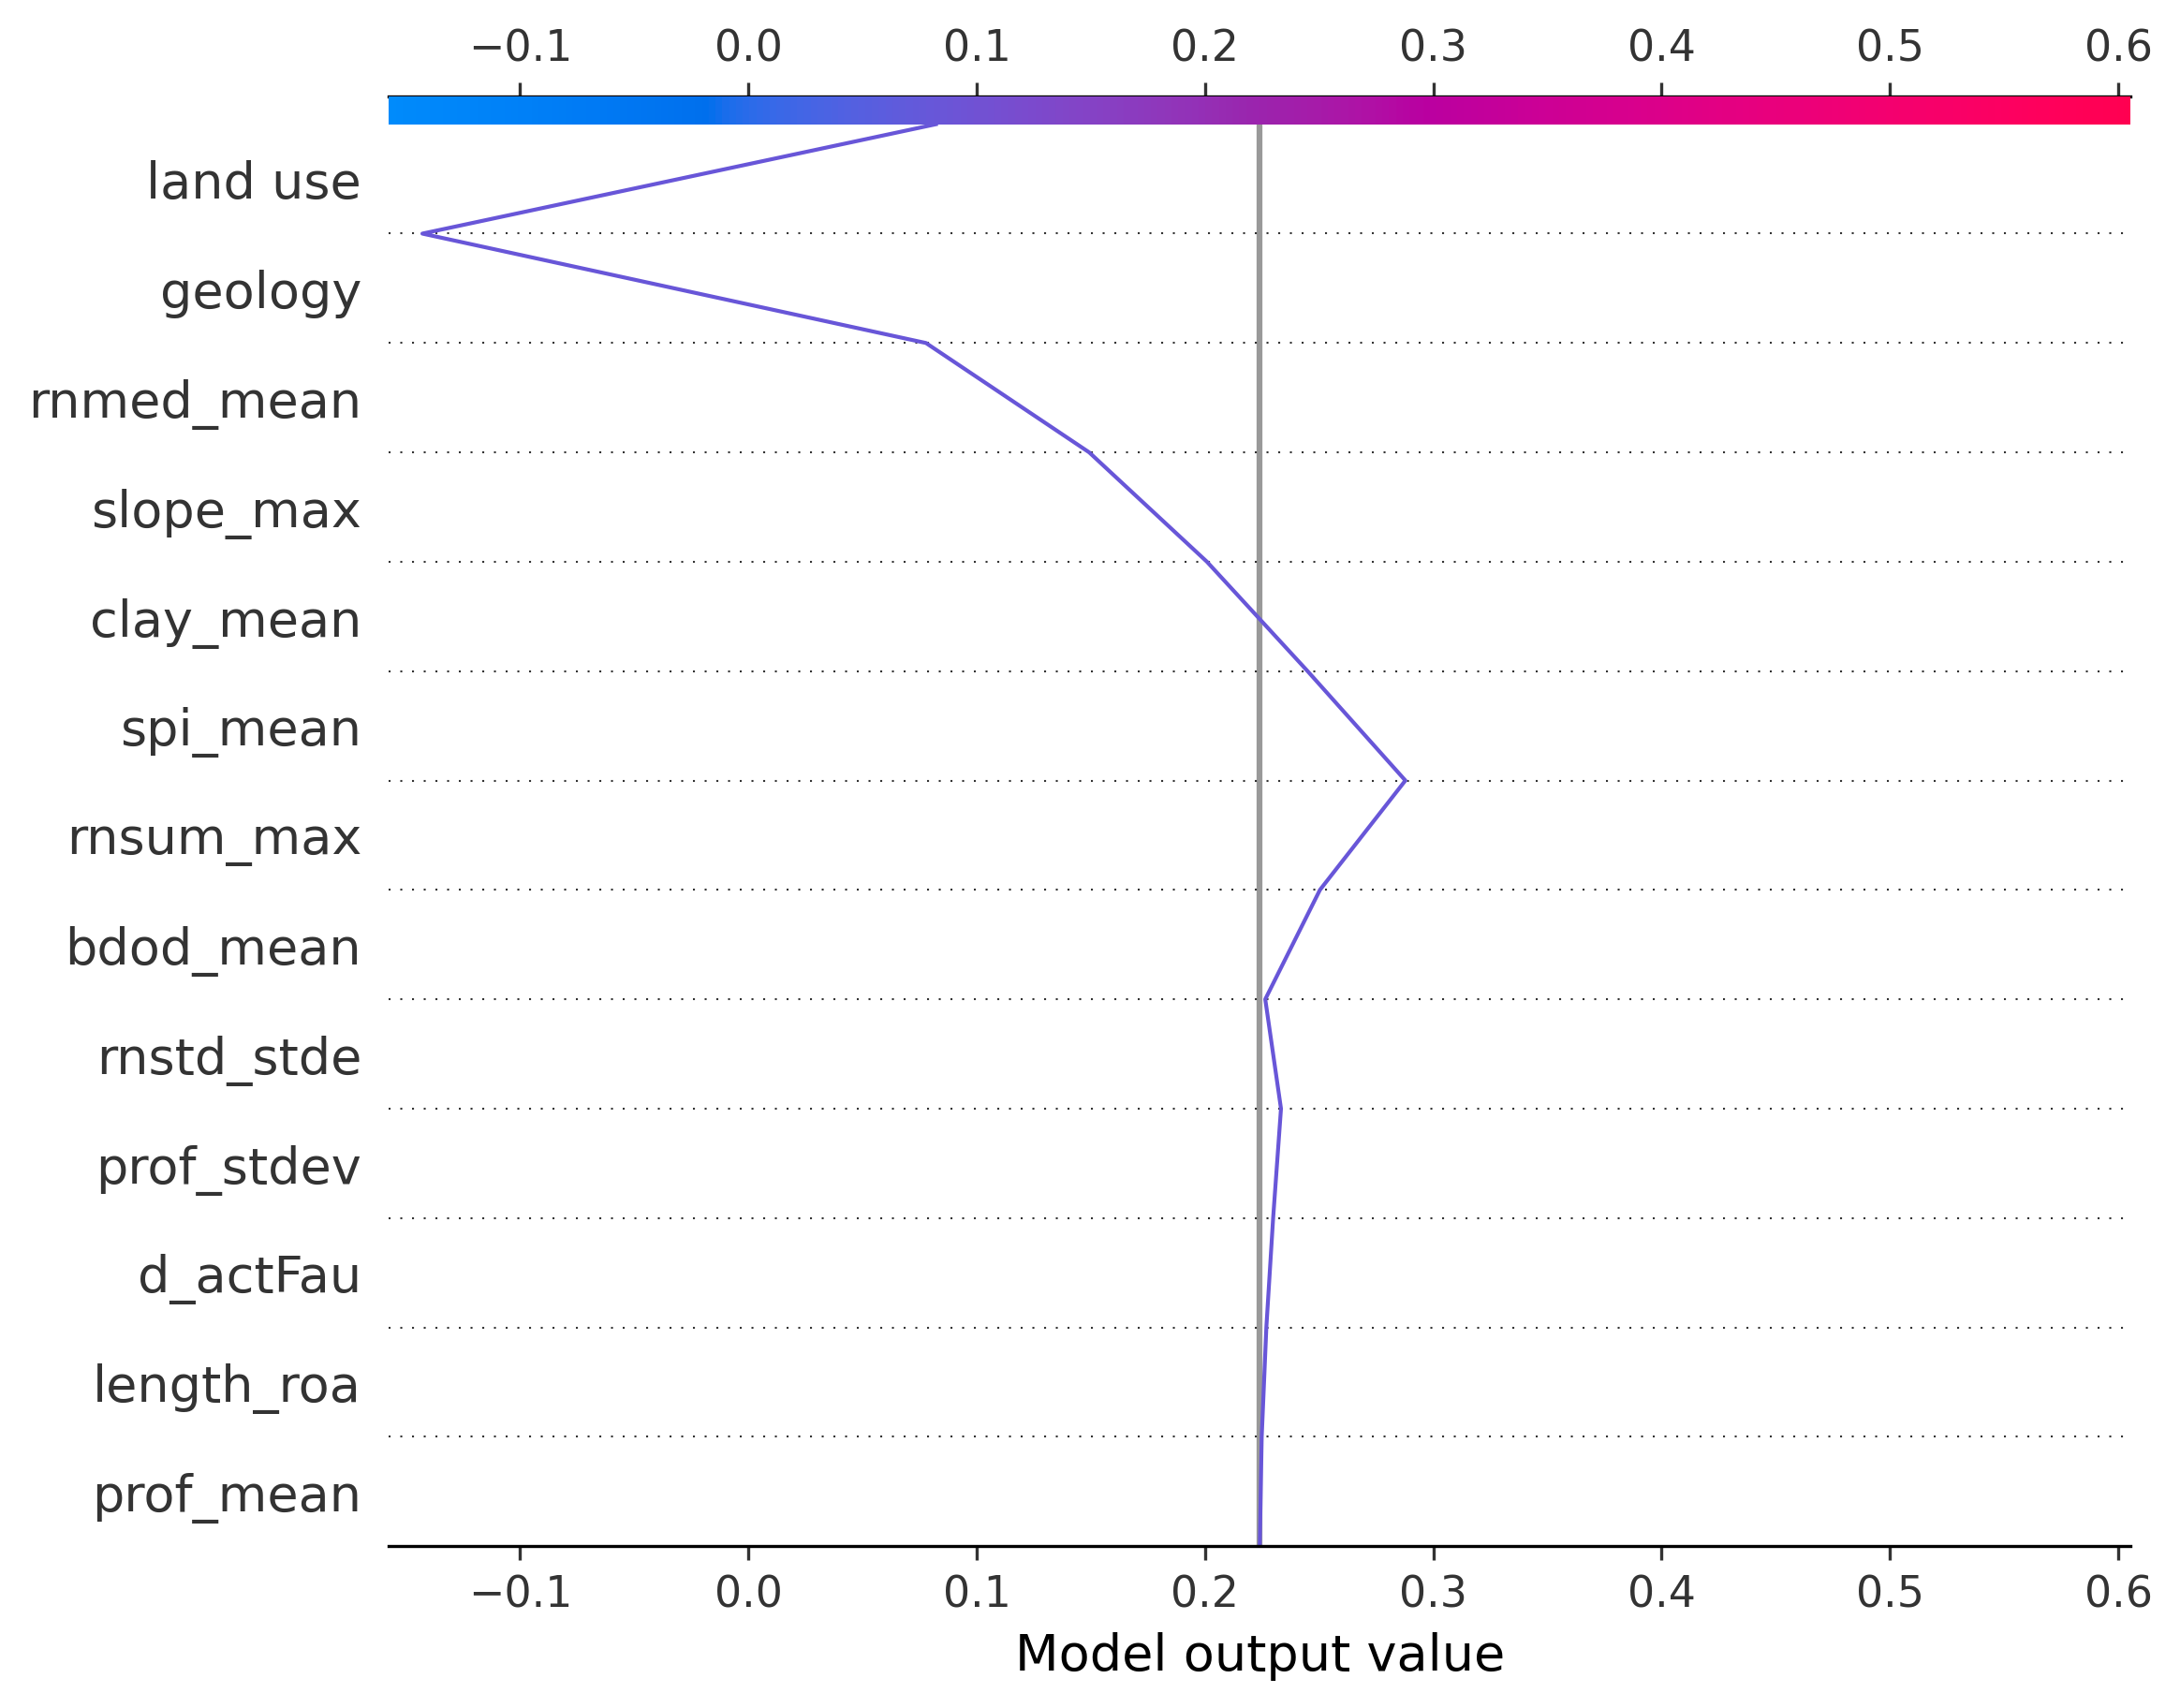 −0.1 0.0 0.1 0.2 0.3 0.4 0.5 0.6
land use
geology
rnmed_mean
slope_max
clay_mean
spi_mean
rnsum_max
bdod_mean
rnstd_stde
prof_stdev
d_actFau
length_roa
prof_mean
−0.1 0.0 0.1 0.2 0.3 0.4 0.5 0.6
Model output value